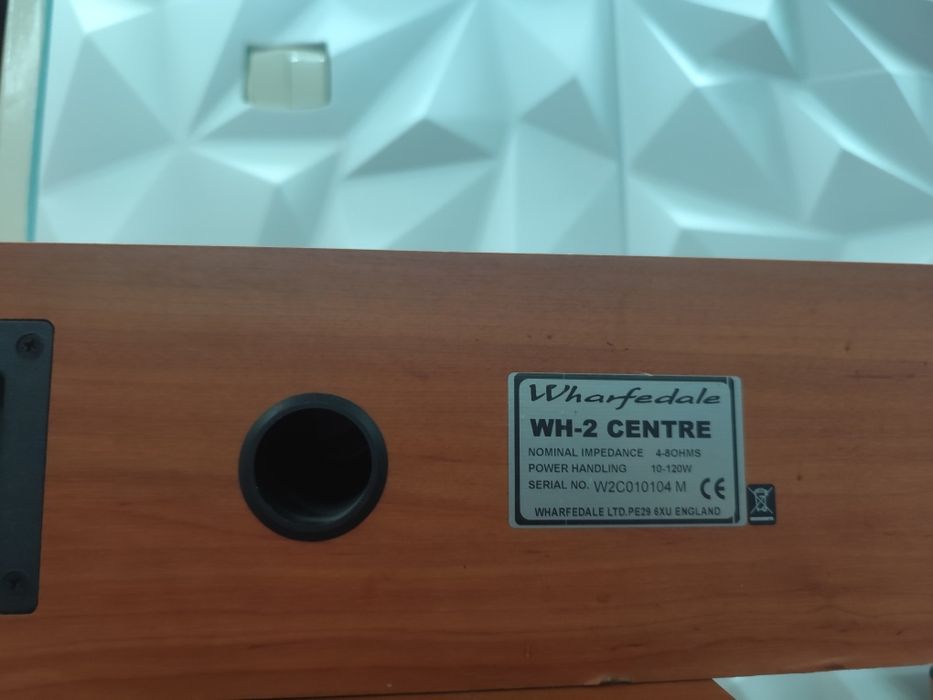 Wharfedale
WH-2 CENTRE
NOMINAL IMPEDANCE 4-8OHMS
POWER HANDLING 10-120W
SERIAL NO. W2C010104 M CE
WHARFEDALE LTD.PE29 6XU ENGLAND